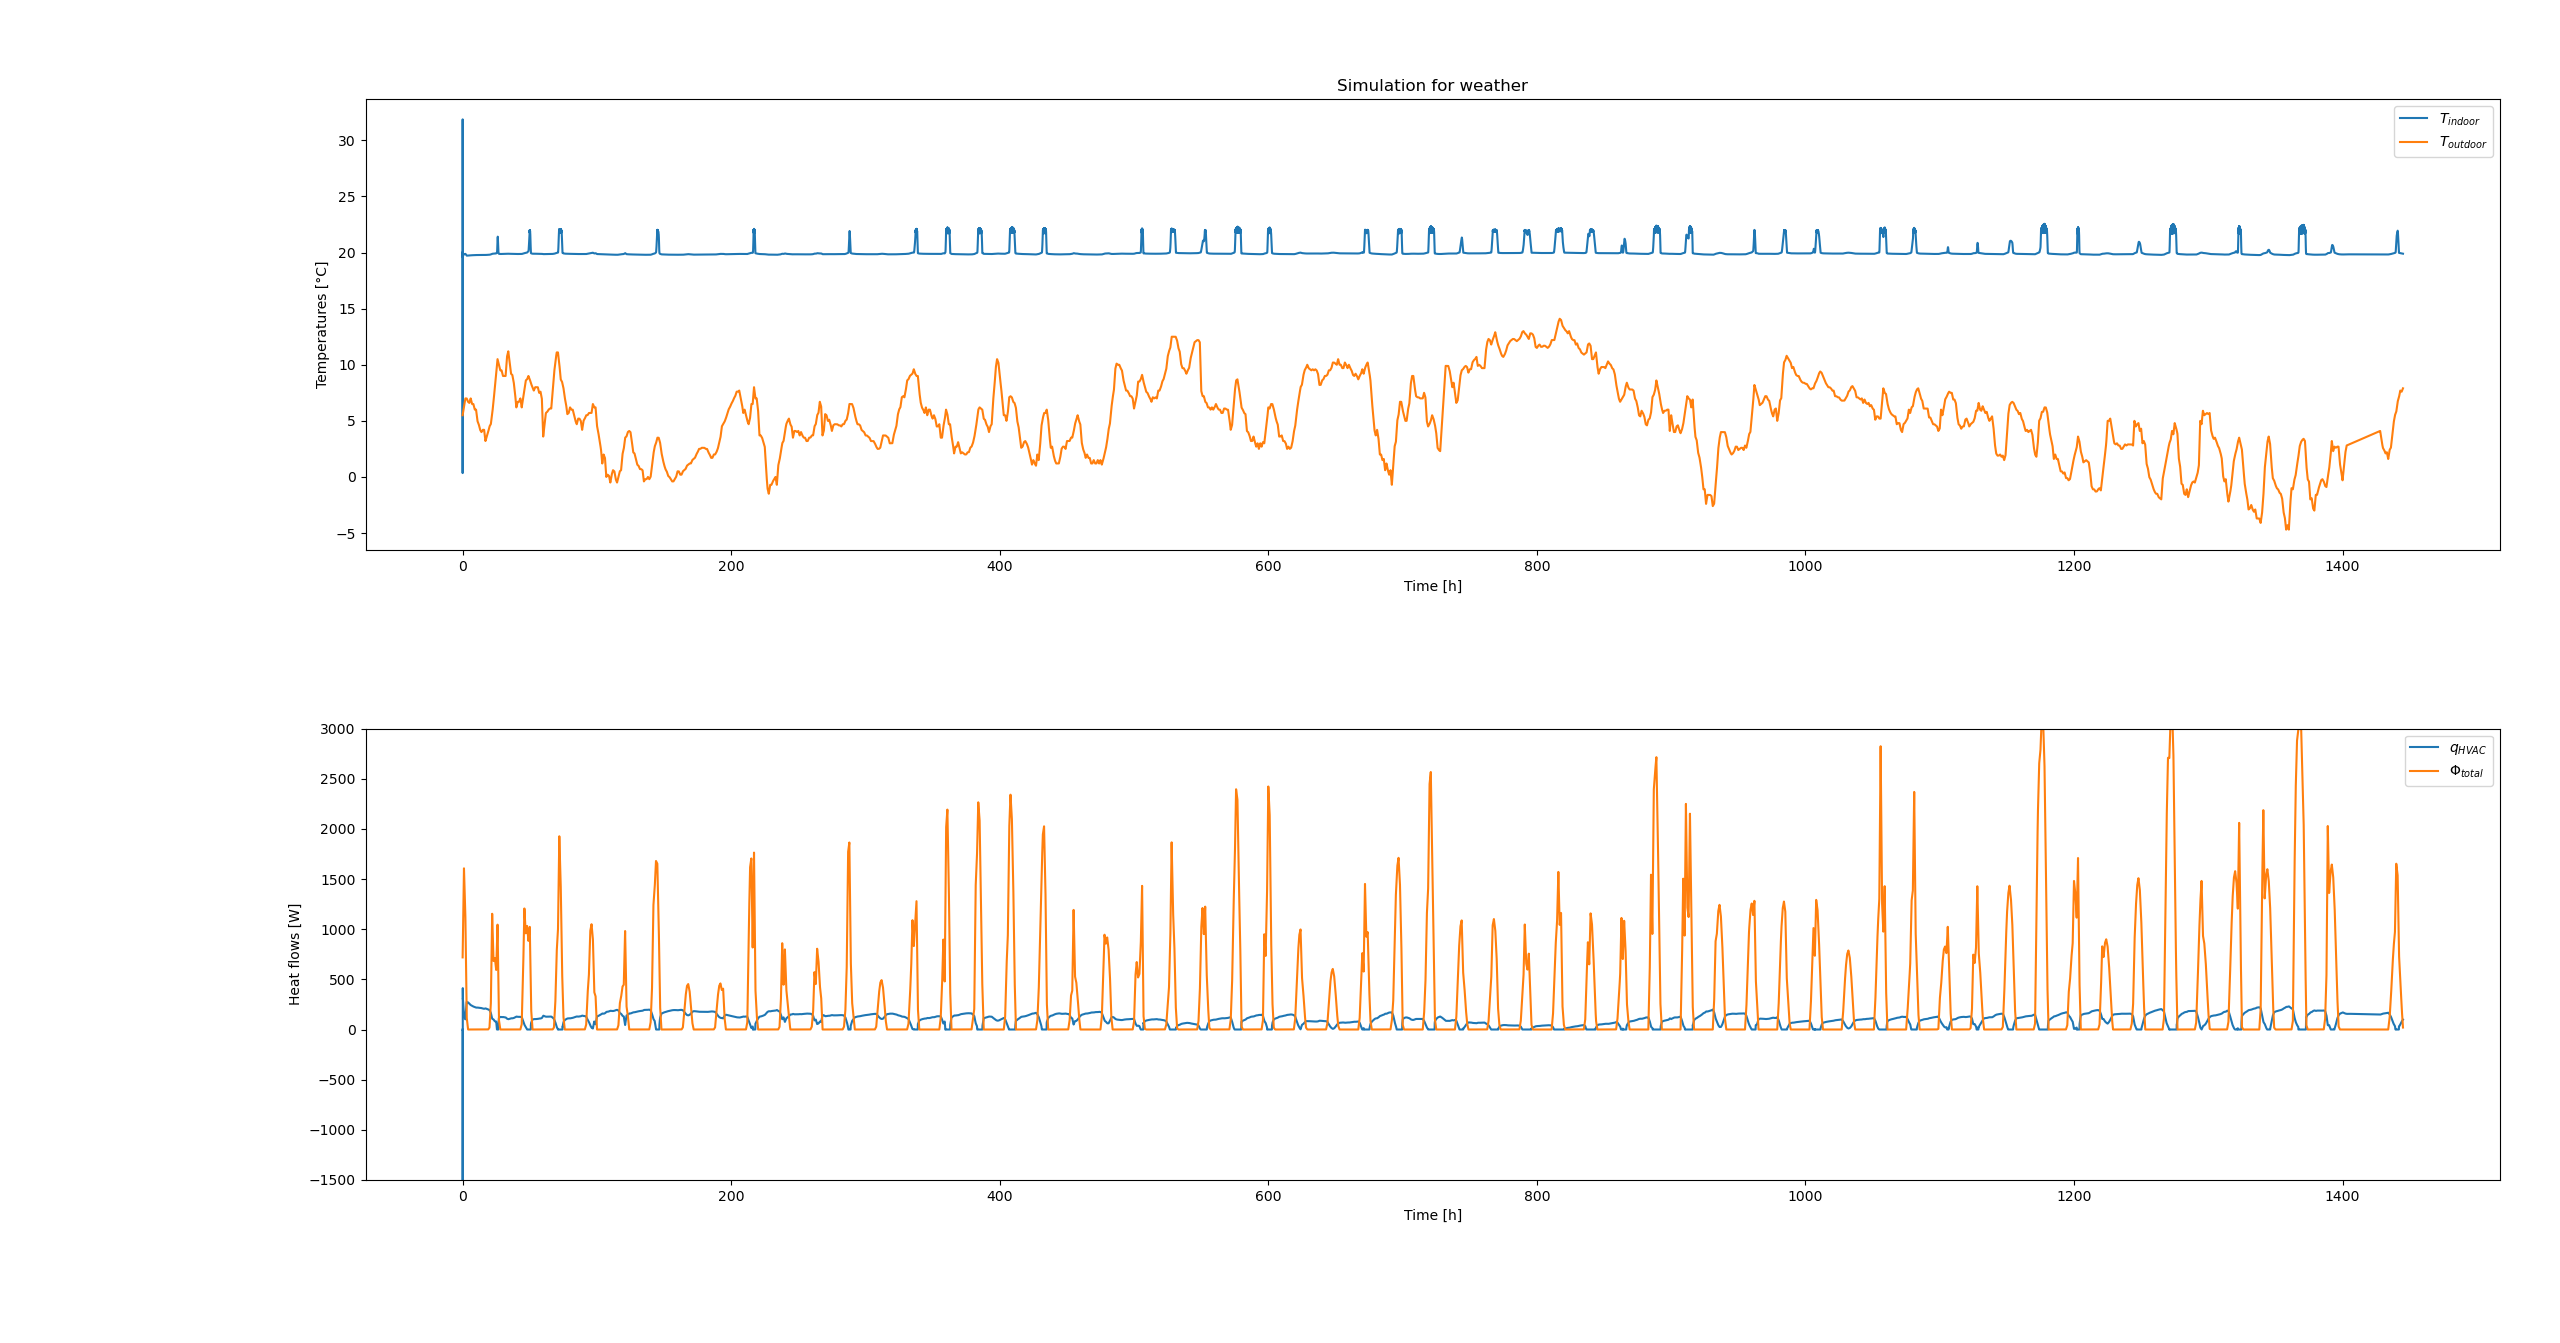 Simulation for weather
30
25
20
15
10
5
0
−5
Temperatures [°C]
T_indoor
T_outdoor
0 200 400 600 800 1000 1200 1400
Time [h]
3000
2500
2000
1500
1000
500
0
−500
−1000
−1500
Heat flows [W]
q_HVAC
Φ_total
0 200 400 600 800 1000 1200 1400
Time [h]